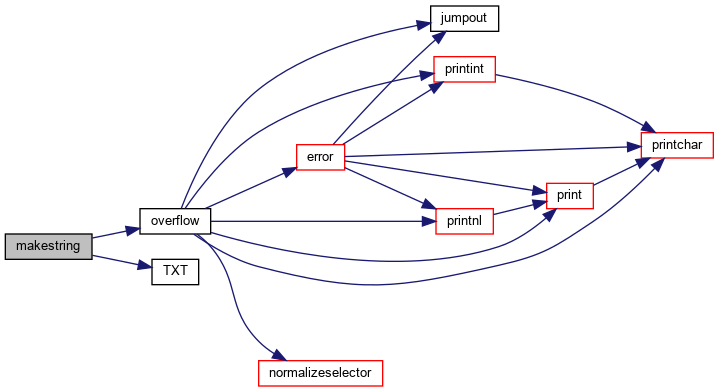 jumpout
printint
printchar
error
print
overflow
printnl
makestring
TXT
normalizeselector